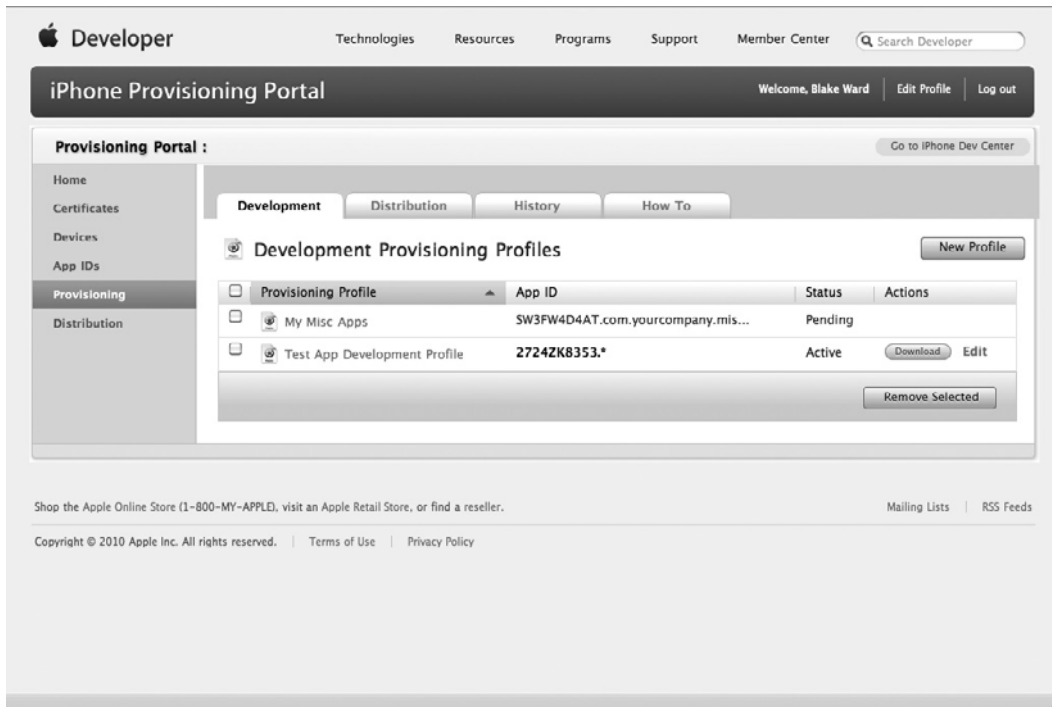 Developer
Technologies Resources Programs Support Member Center Search Developer
iPhone Provisioning Portal Welcome, Blake Ward Edit Profile Log out
Provisioning Portal : Go to iPhone Dev Center
Home
Certificates
Devices
App IDs
Provisioning
Distribution
Development Distribution History How To
Development Provisioning Profiles New Profile
Provisioning Profile App ID Status Actions
My Misc Apps SW3FW4D4AT.com.yourcompany.mis... Pending
Test App Development Profile 2724ZK8353.* Active Download Edit
Remove Selected
Shop the Apple Online Store (1-800-MY-APPLE), visit an Apple Retail Store, or find a reseller. Mailing Lists | RSS Feeds
Copyright © 2010 Apple Inc. All rights reserved. | Terms of Use | Privacy Policy